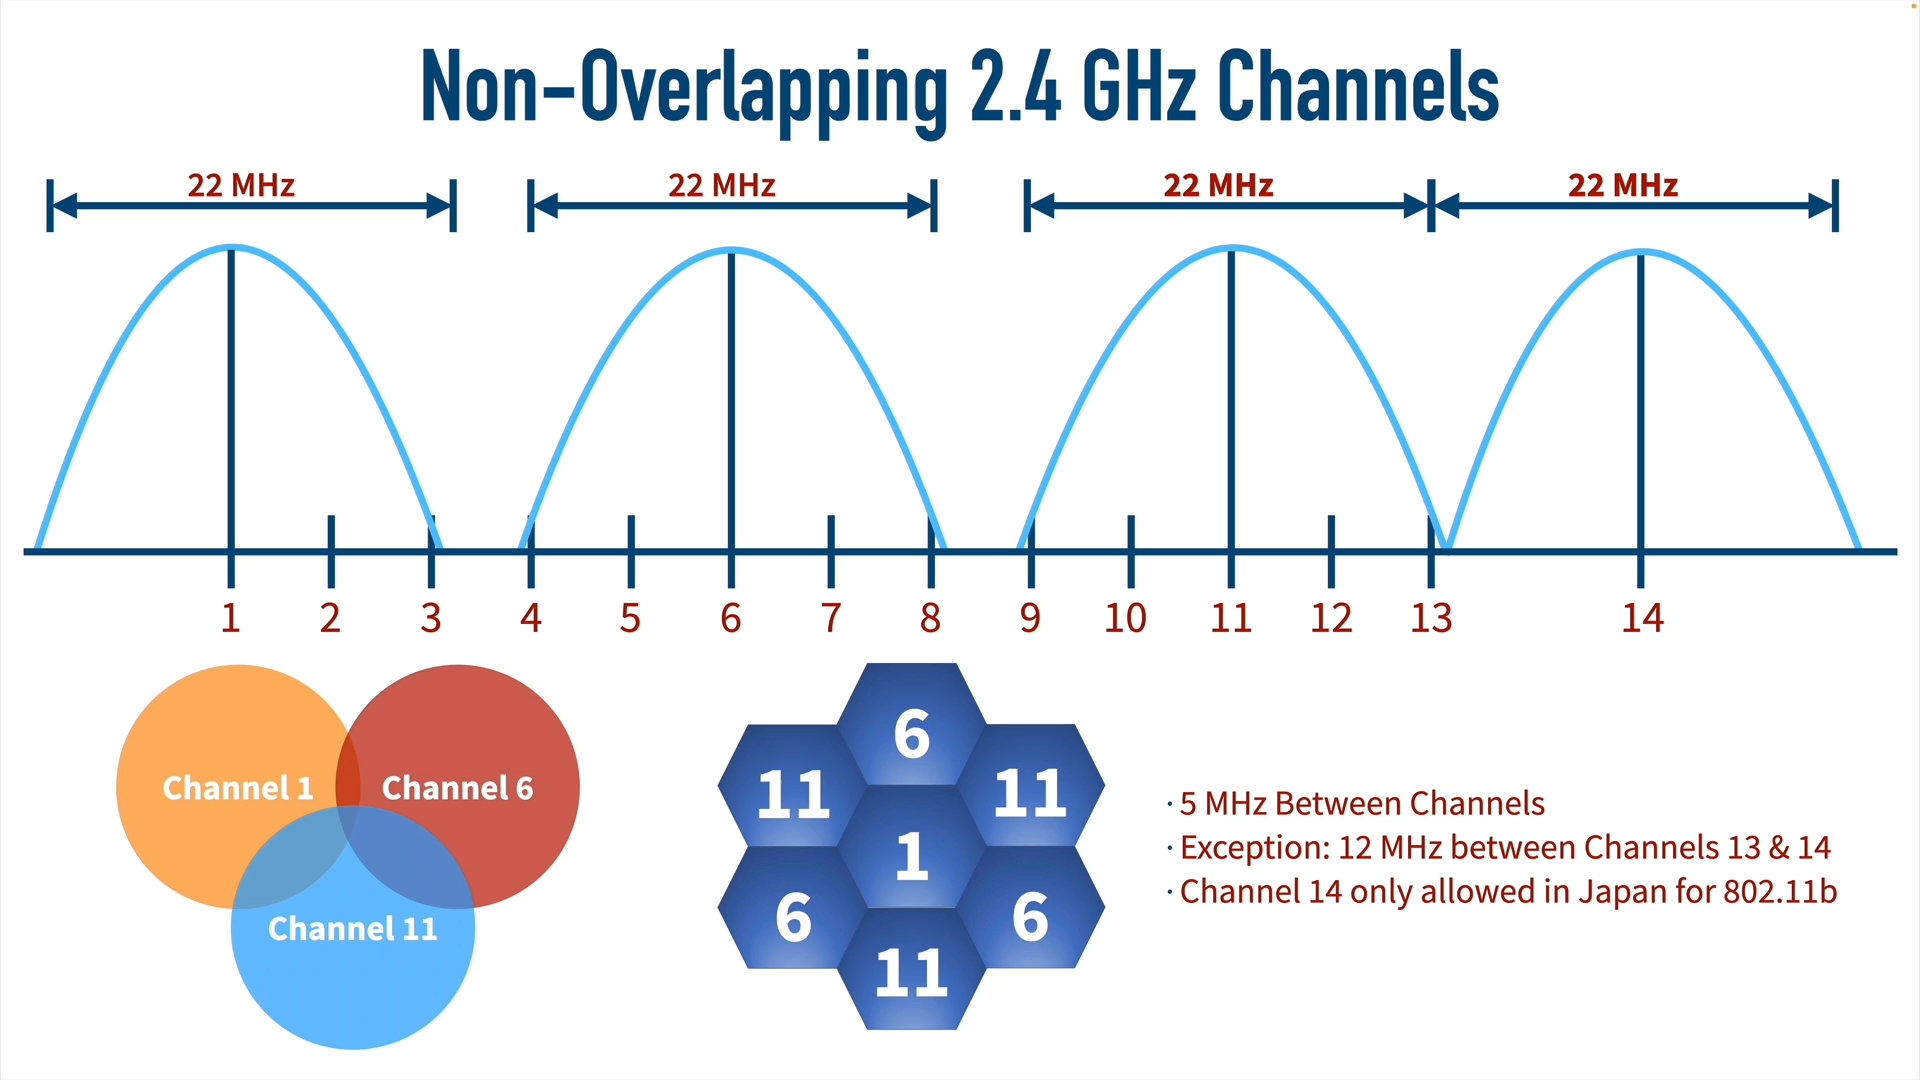 Non-Overlapping 2.4 GHz Channels
22 MHz 22 MHz 22 MHz 22 MHz
1 2 3 4 5 6 7 8 9 10 11 12 13 14
Channel 1
Channel 6
Channel 11
6
11
11
1
6
6
11
· 5 MHz Between Channels
· Exception: 12 MHz between Channels 13 & 14
· Channel 14 only allowed in Japan for 802.11b